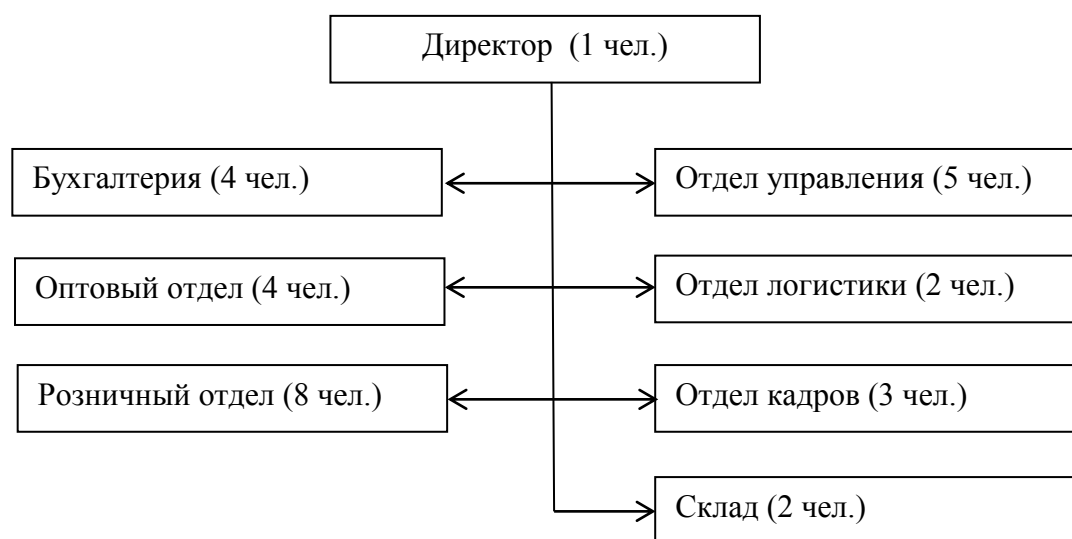 Директор (1 чел.)
Бухгалтерия (4 чел.)
Отдел управления (5 чел.)
Оптовый отдел (4 чел.)
Отдел логистики (2 чел.)
Розничный отдел (8 чел.)
Отдел кадров (3 чел.)
Склад (2 чел.)